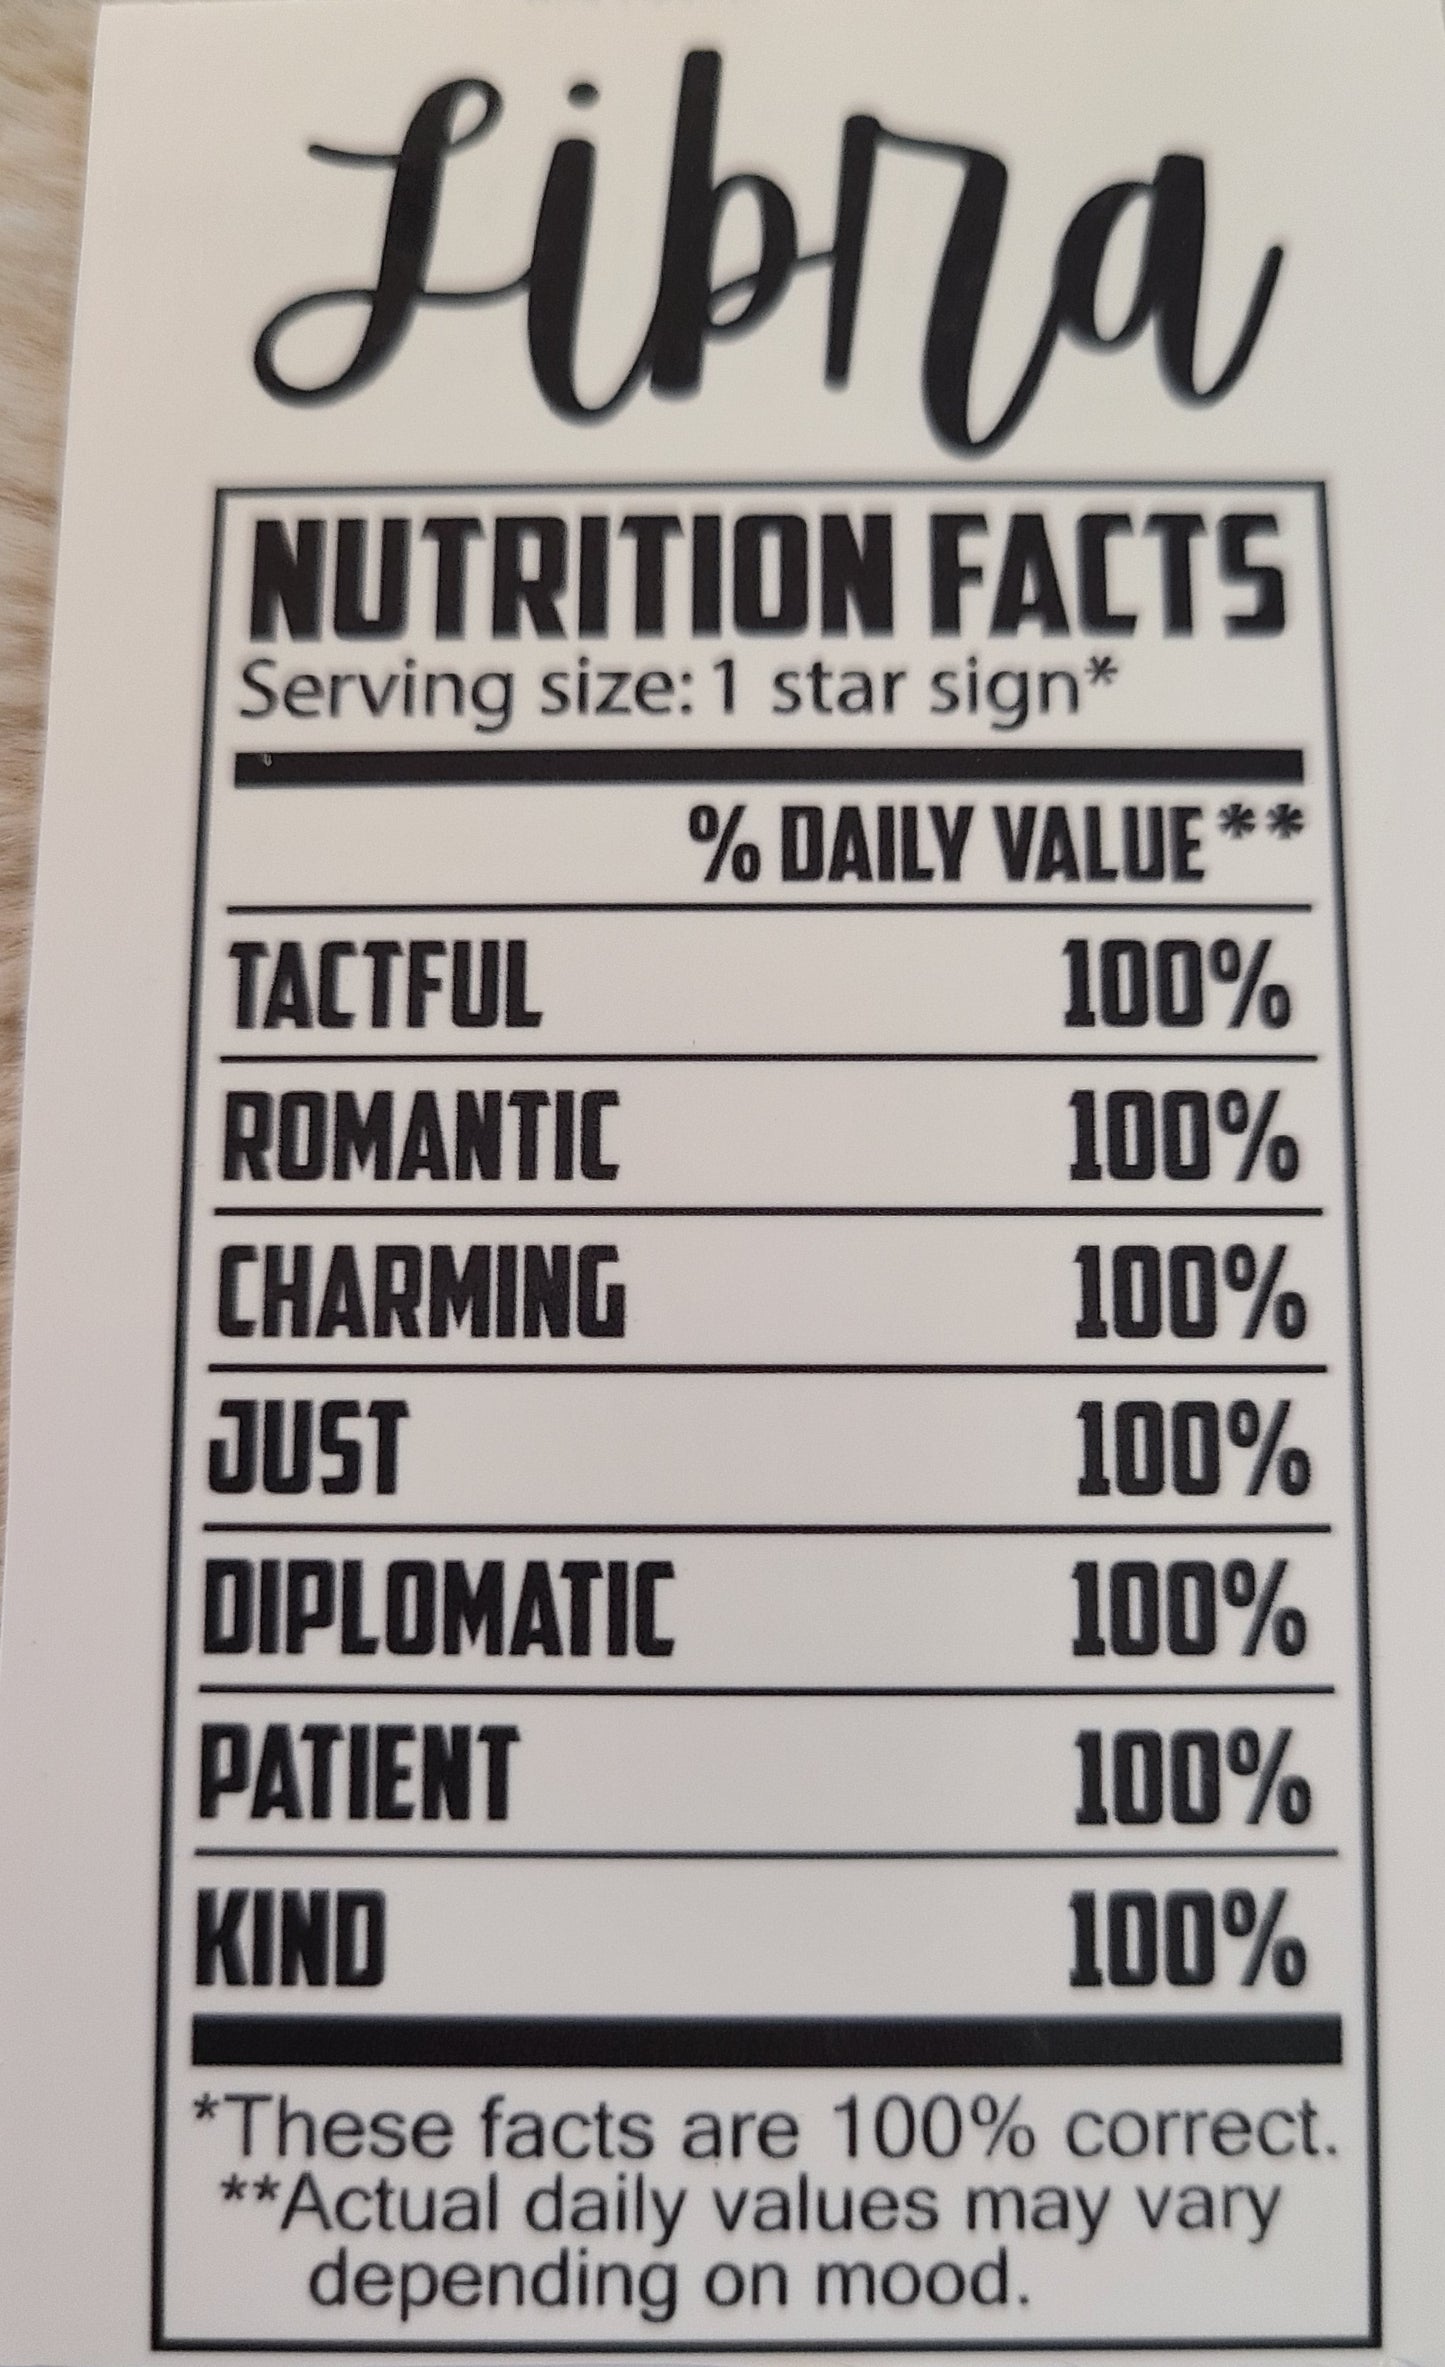 Libra
NUTRITION FACTS
Serving size: 1 star sign*
% DAILY VALUE**
TACTFUL 100%
ROMANTIC 100%
CHARMING 100%
JUST 100%
DIPLOMATIC 100%
PATIENT 100%
KIND 100%
*These facts are 100% correct.
**Actual daily values may vary
depending on mood.